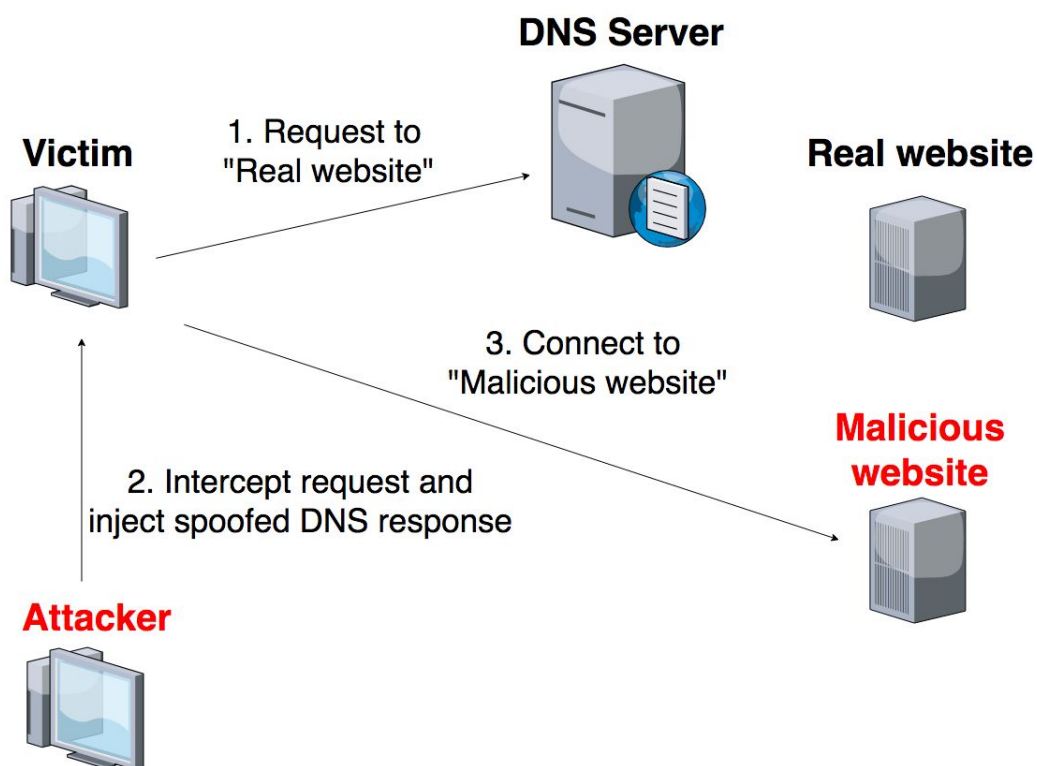 DNS Server
Victim
1. Request to
"Real website"
Real website
3. Connect to
"Malicious website"
Malicious
website
2. Intercept request and
inject spoofed DNS response
Attacker